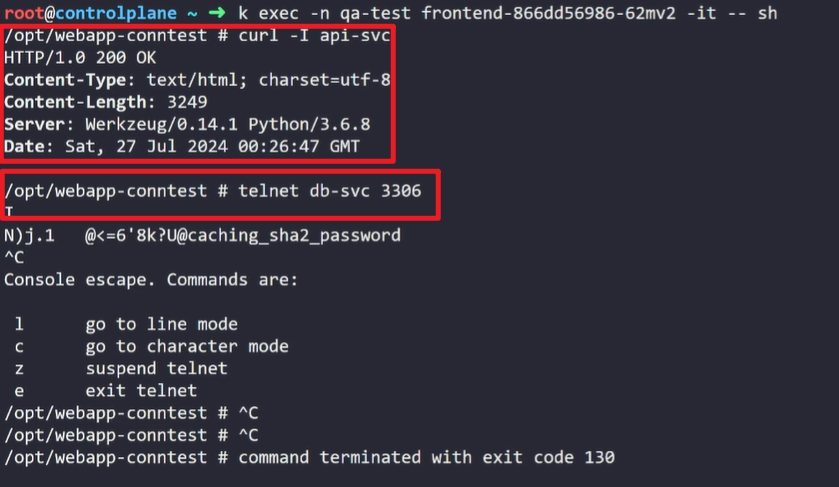 root@controlplane ~ ➜ k exec -n qa-test frontend-866dd56986-62mv2 -it -- sh
/opt/webapp-conntest # curl -I api-svc
HTTP/1.0 200 OK
Content-Type: text/html; charset=utf-8
Content-Length: 3249
Server: Werkzeug/0.14.1 Python/3.6.8
Date: Sat, 27 Jul 2024 00:26:47 GMT
/opt/webapp-conntest # telnet db-svc 3306
N)j.1 @<=6'8k?U@caching_sha2_password
^C
Console escape. Commands are:
l go to line mode
c go to character mode
z suspend telnet
e exit telnet
/opt/webapp-conntest # ^C
/opt/webapp-conntest # ^C
/opt/webapp-conntest # command terminated with exit code 130